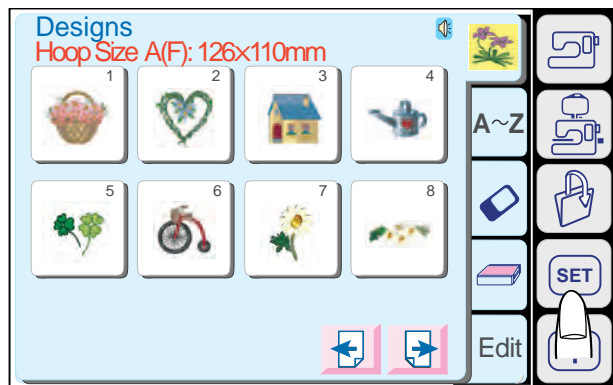 Designs
Hoop Size A(F): 126×110mm
1 2 3 4
5 6 7 8
A~Z
SET
Edit